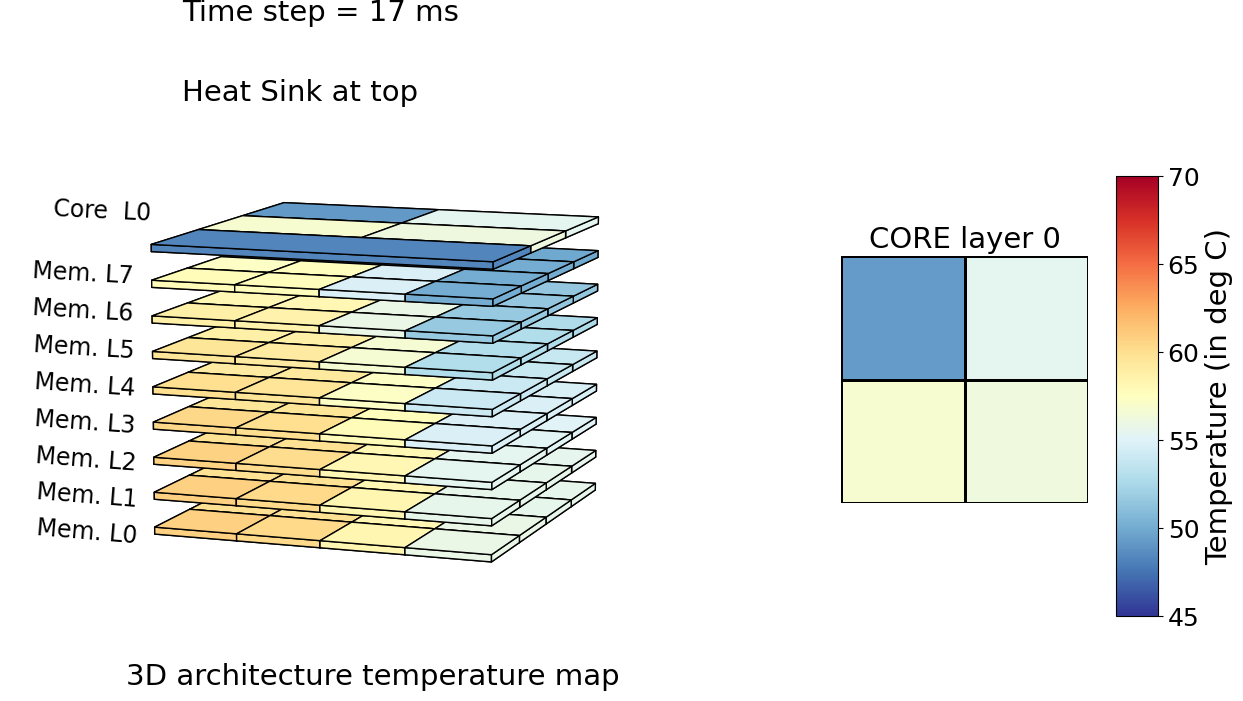 Time step = 17 ms
Heat Sink at top
Core  L0
Mem. L7
Mem. L6
Mem. L5
Mem. L4
Mem. L3
Mem. L2
Mem. L1
Mem. L0
3D architecture temperature map
CORE layer 0
70
65
60
55
50
45
Temperature (in deg C)